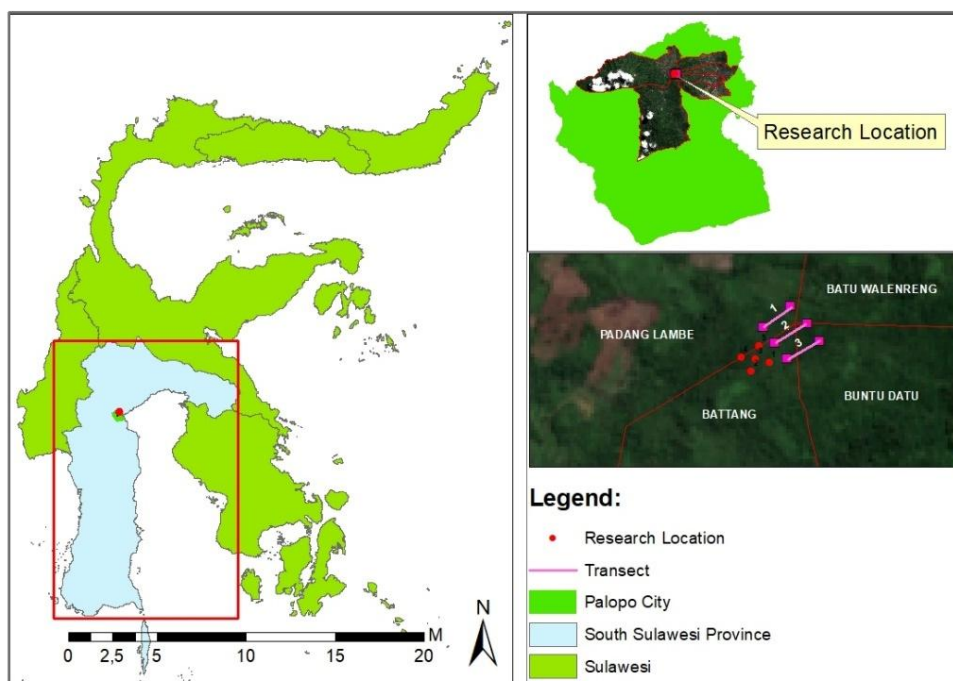 N
M
0 2,5 5 10 15 20
Research Location
BATU WALENRENG
PADANG LAMBE
1
2
3
BUNTU DATU
BATTANG
Legend:
Research Location
Transect
Palopo City
South Sulawesi Province
Sulawesi